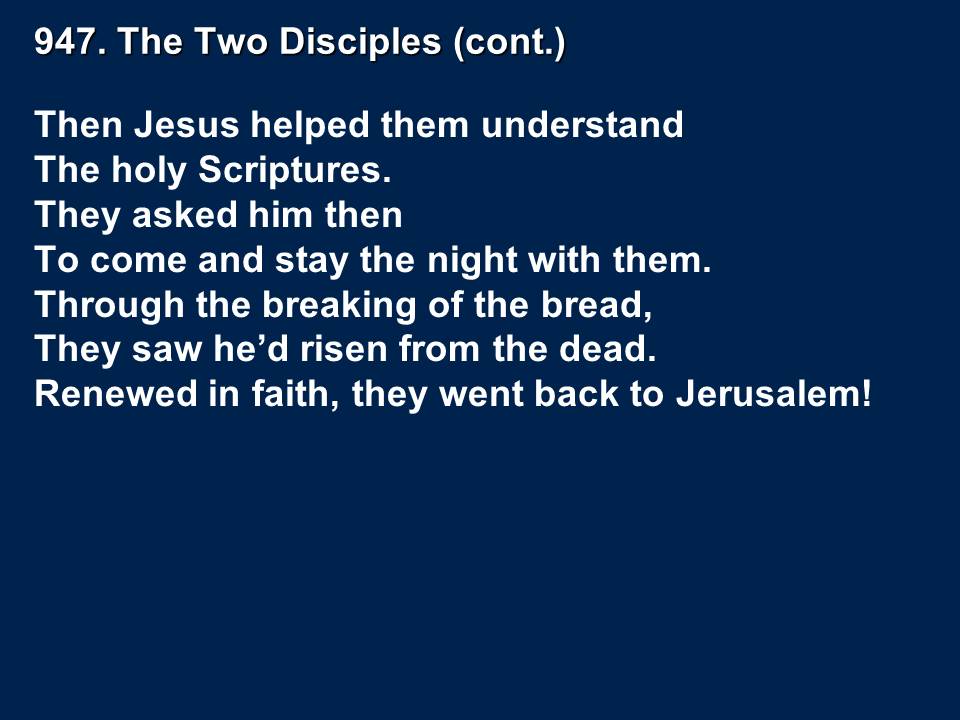 947. The Two Disciples (cont.)
Then Jesus helped them understand
The holy Scriptures.
They asked him then
To come and stay the night with them.
Through the breaking of the bread,
They saw he’d risen from the dead.
Renewed in faith, they went back to Jerusalem!